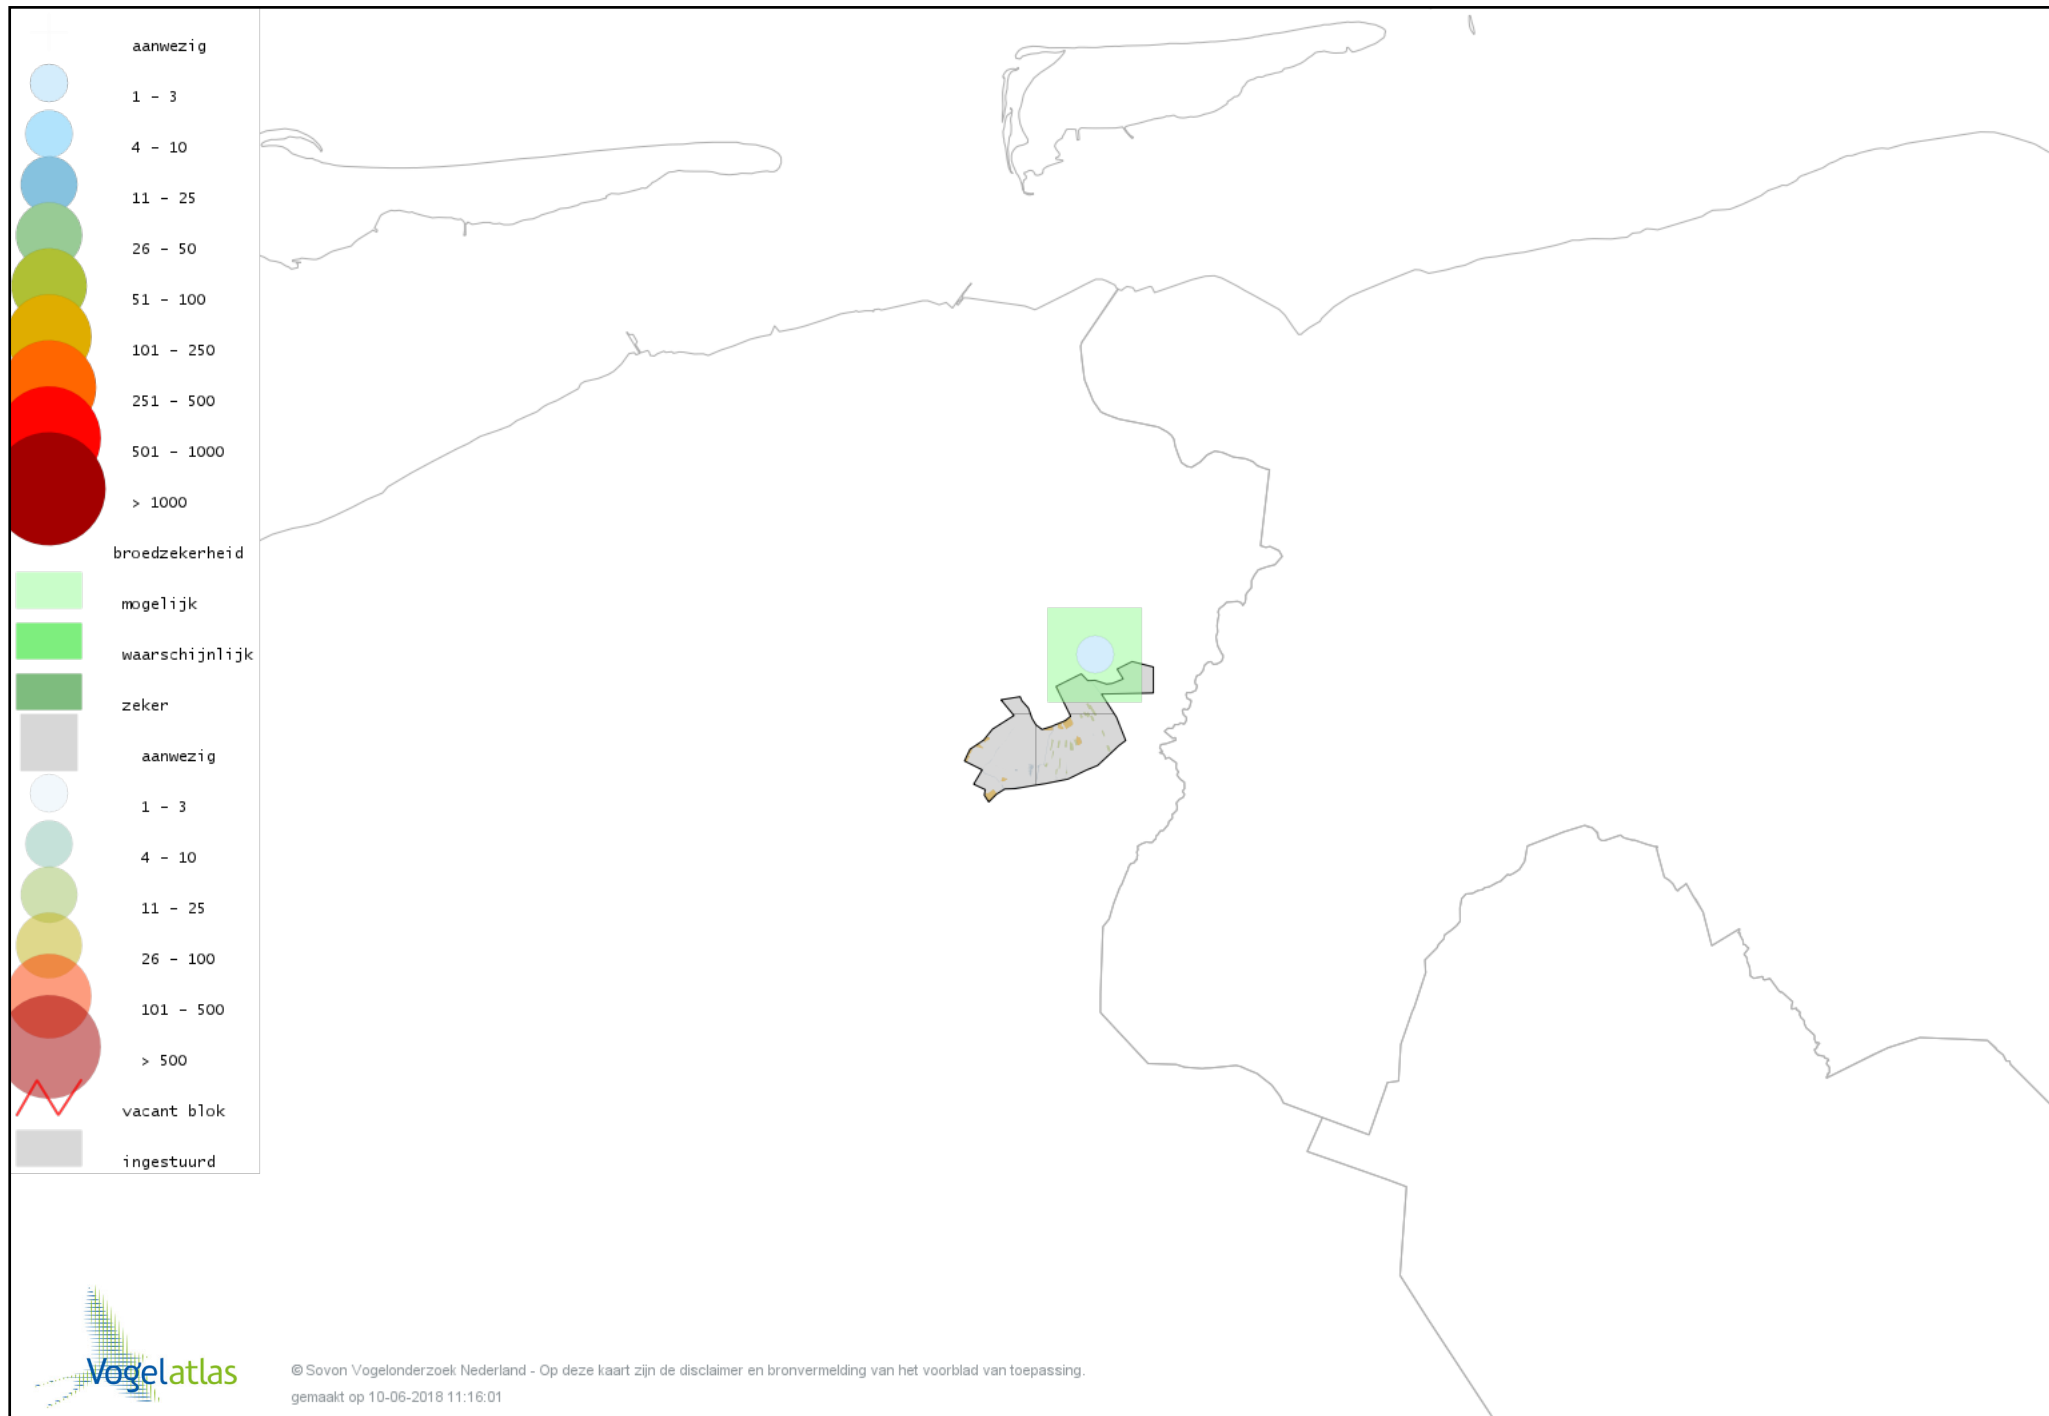 aanwezig
1 - 3
4 - 10
11 - 25
26 - 50
51 - 100
101 - 250
251 - 500
501 - 1000
> 1000
broedzekerheid
mogelijk
waarschijnlijk
zeker
aanwezig
1 - 3
4 - 10
11 - 25
26 - 100
101 - 500
> 500
vacant blok
ingestuurd
Vogelatlas
© Sovon Vogelonderzoek Nederland - Op deze kaart zijn de disclaimer en bronvermelding van het voorblad van toepassing.
gemaakt op 10-06-2018 11:16:01